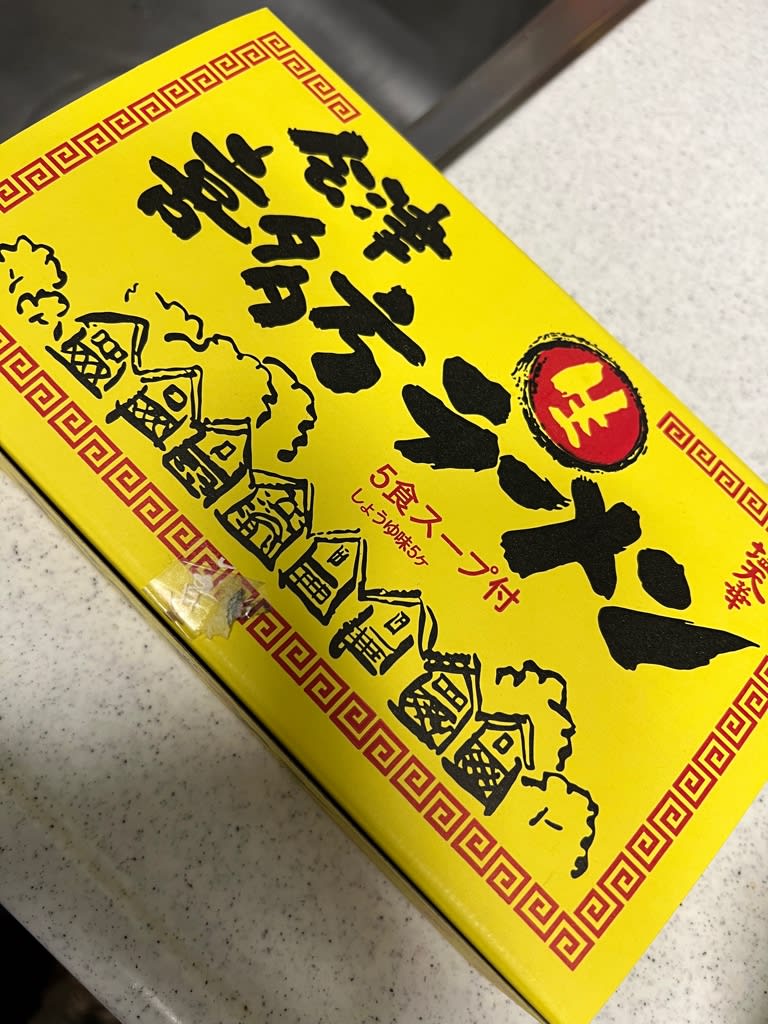 会津
喜多方
ラーメン
生
5食スープ付
しょうゆ味5ヶ